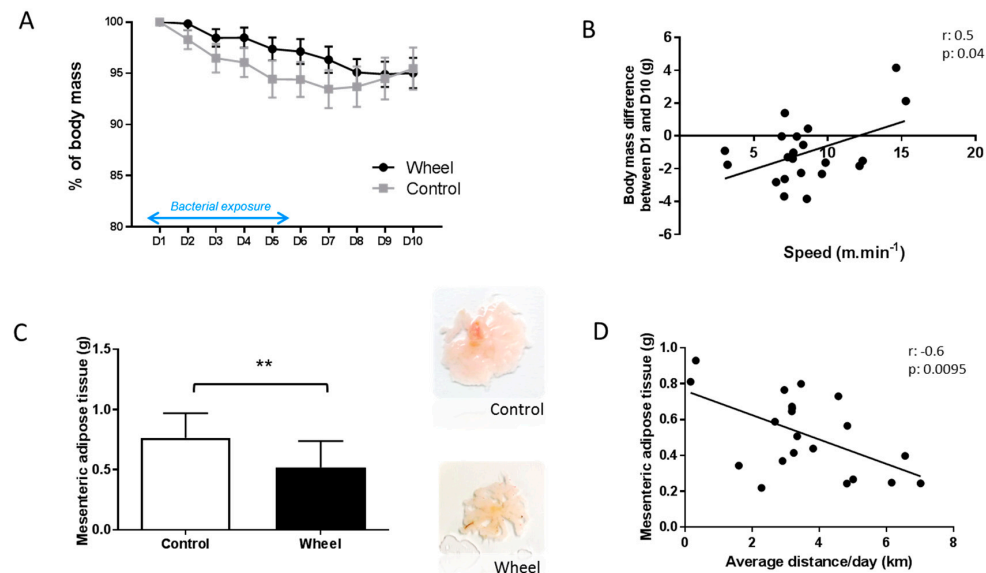 A
% of body mass
100
95
90
85
80
Wheel
Control
Bacterial exposure
D1 D2 D3 D4 D5 D6 D7 D8 D9 D10
B
r: 0.5
p: 0.04
Body mass difference
between D1 and D10 (g)
6
4
2
0
-2
-4
-6
5 10 15 20
Speed (m.min⁻¹)
C
Mesenteric adipose tissue (g)
1.5
1.0
0.5
0.0
**
Control Wheel
Control
Wheel
D
r: -0.6
p: 0.0095
Mesenteric adipose tissue (g)
1.0
0.8
0.6
0.4
0.2
0 2 4 6 8
Average distance/day (km)